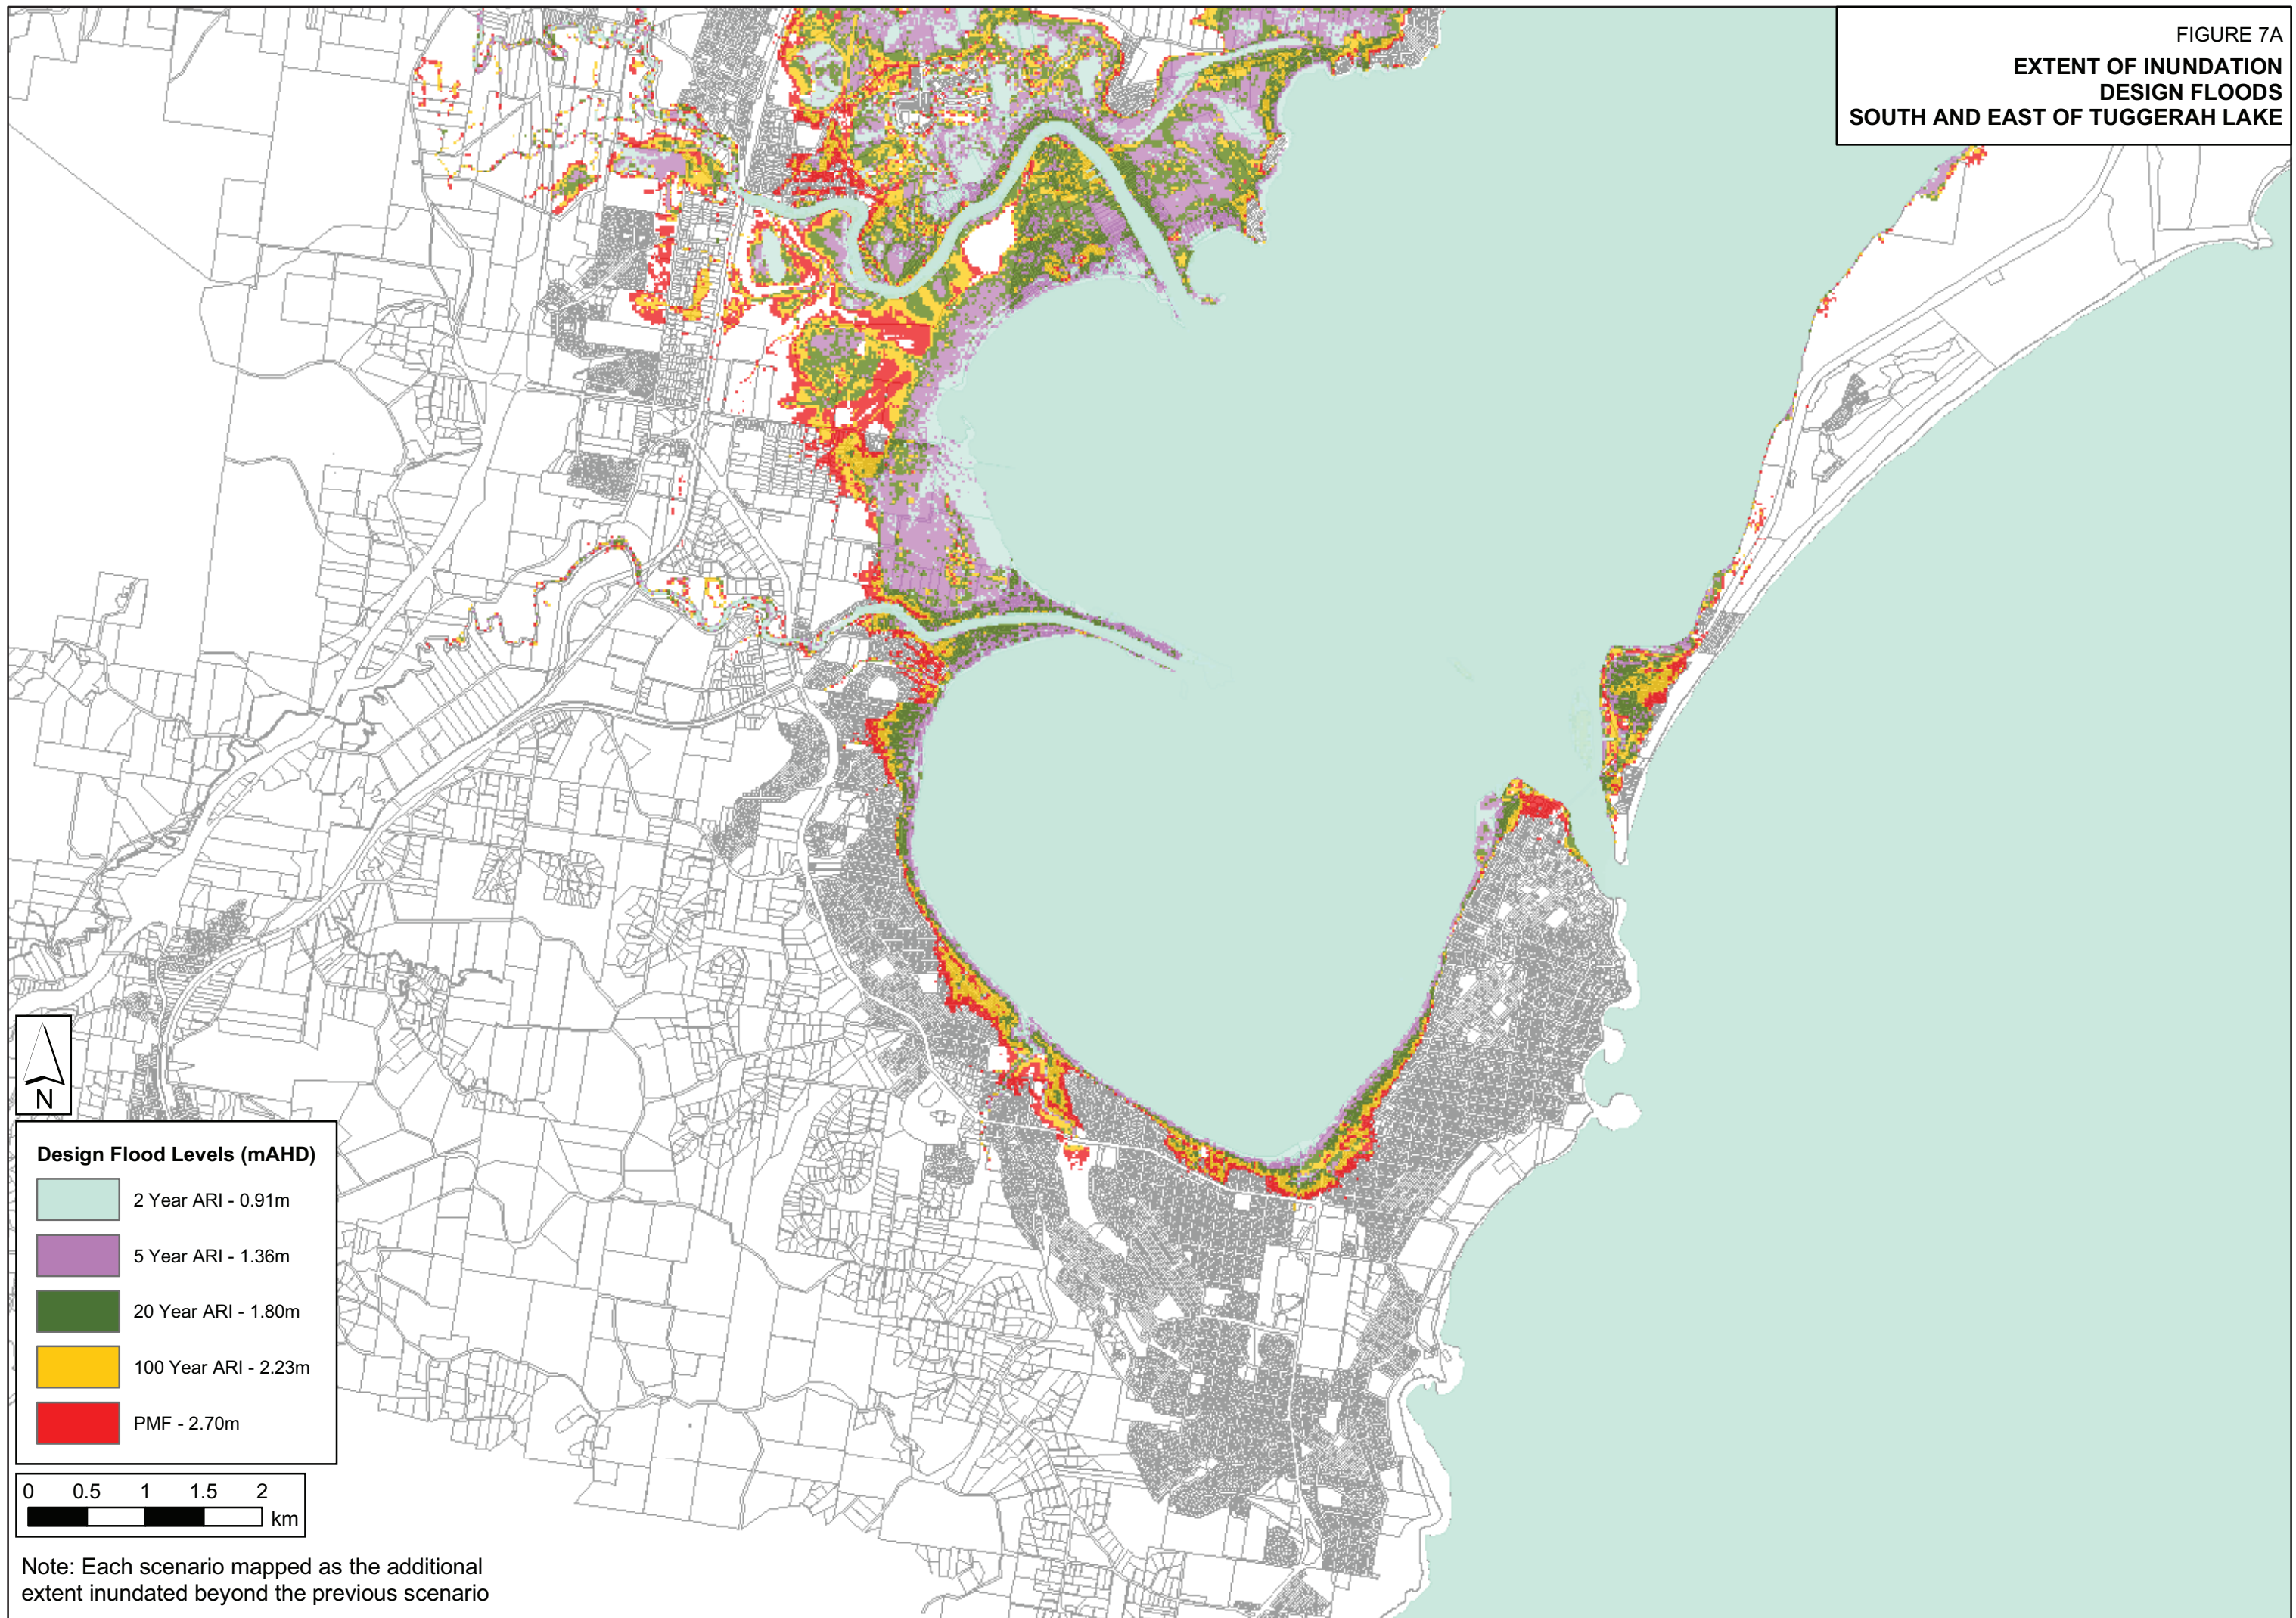 FIGURE 7A
EXTENT OF INUNDATION
DESIGN FLOODS
SOUTH AND EAST OF TUGGERAH LAKE
N
Design Flood Levels (mAHD)
2 Year ARI - 0.91m
5 Year ARI - 1.36m
20 Year ARI - 1.80m
100 Year ARI - 2.23m
PMF - 2.70m
0 0.5 1 1.5 2
km
Note: Each scenario mapped as the additional
extent inundated beyond the previous scenario